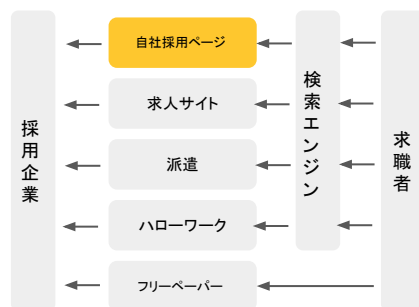 採用企業
自社採用ページ
求人サイト
派遣
ハローワーク
フリーペーパー
検索エンジン
求職者